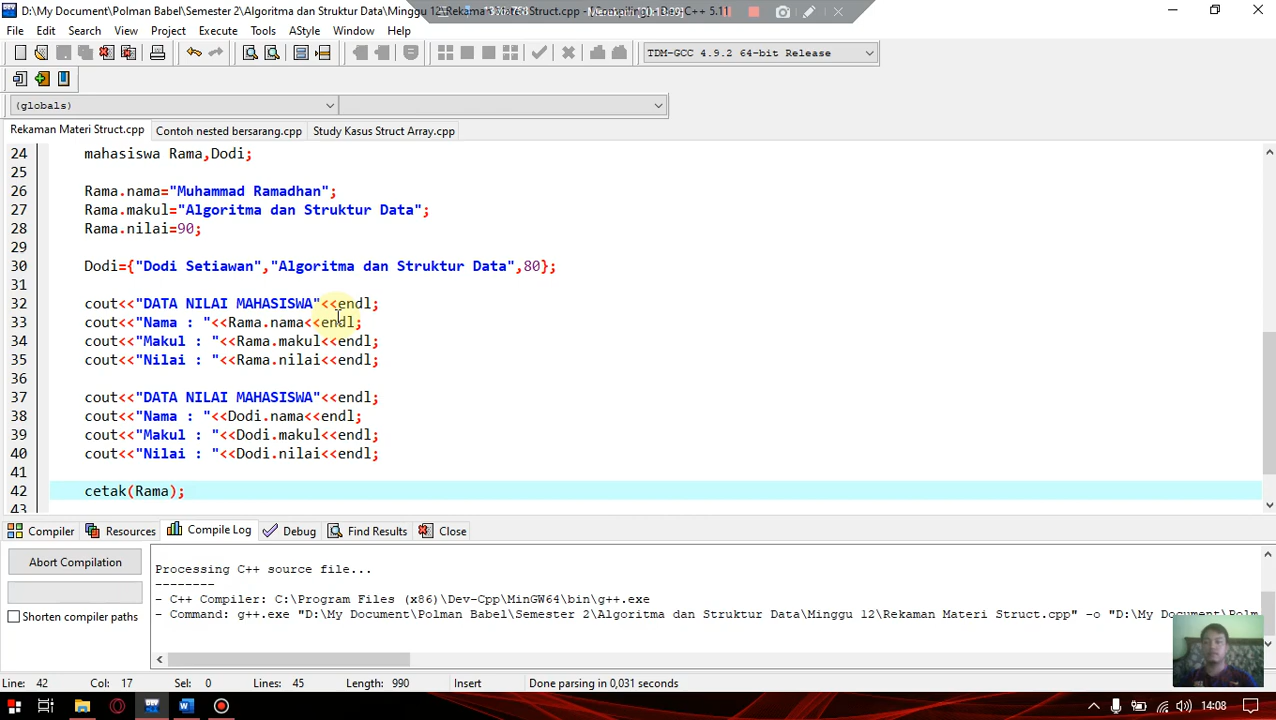 D:\My Document\Polman Babel\Semester 2\Algoritma dan Struktur Data\Minggu 12\Rekama
Struct.cpp
Dev-C++ 5.11
File Edit Search View Project Execute Tools AStyle Window Help
TDM-GCC 4.9.2 64-bit Release
(globals)
Rekaman Materi Struct.cpp Contoh nested bersarang.cpp Study Kasus Struct Array.cpp
24 mahasiswa Rama,Dodi;
25
26 Rama.nama="Muhammad Ramadhan";
27 Rama.makul="Algoritma dan Struktur Data";
28 Rama.nilai=90;
29
30 Dodi={"Dodi Setiawan","Algoritma dan Struktur Data",80};
31
32 cout<<"DATA NILAI MAHASISWA"<<endl;
33 cout<<"Nama : "<<Rama.nama<<endl;
34 cout<<"Makul : "<<Rama.makul<<endl;
35 cout<<"Nilai : "<<Rama.nilai<<endl;
36
37 cout<<"DATA NILAI MAHASISWA"<<endl;
38 cout<<"Nama : "<<Dodi.nama<<endl;
39 cout<<"Makul : "<<Dodi.makul<<endl;
40 cout<<"Nilai : "<<Dodi.nilai<<endl;
41
42 cetak(Rama);
43
Compiler Resources Compile Log Debug Find Results Close
Abort Compilation
Shorten compiler paths
Processing C++ source file...
--------
- C++ Compiler: C:\Program Files (x86)\Dev-Cpp\MinGW64\bin\g++.exe
- Command: g++.exe "D:\My Document\Polman Babel\Semester 2\Algoritma dan Struktur Data\Minggu 12\Rekaman Materi Struct.cpp" -o "D:\My Document\Polm
Line: 42 Col: 17 Sel: 0 Lines: 45 Length: 990 Insert Done parsing in 0,031 seconds
14:08